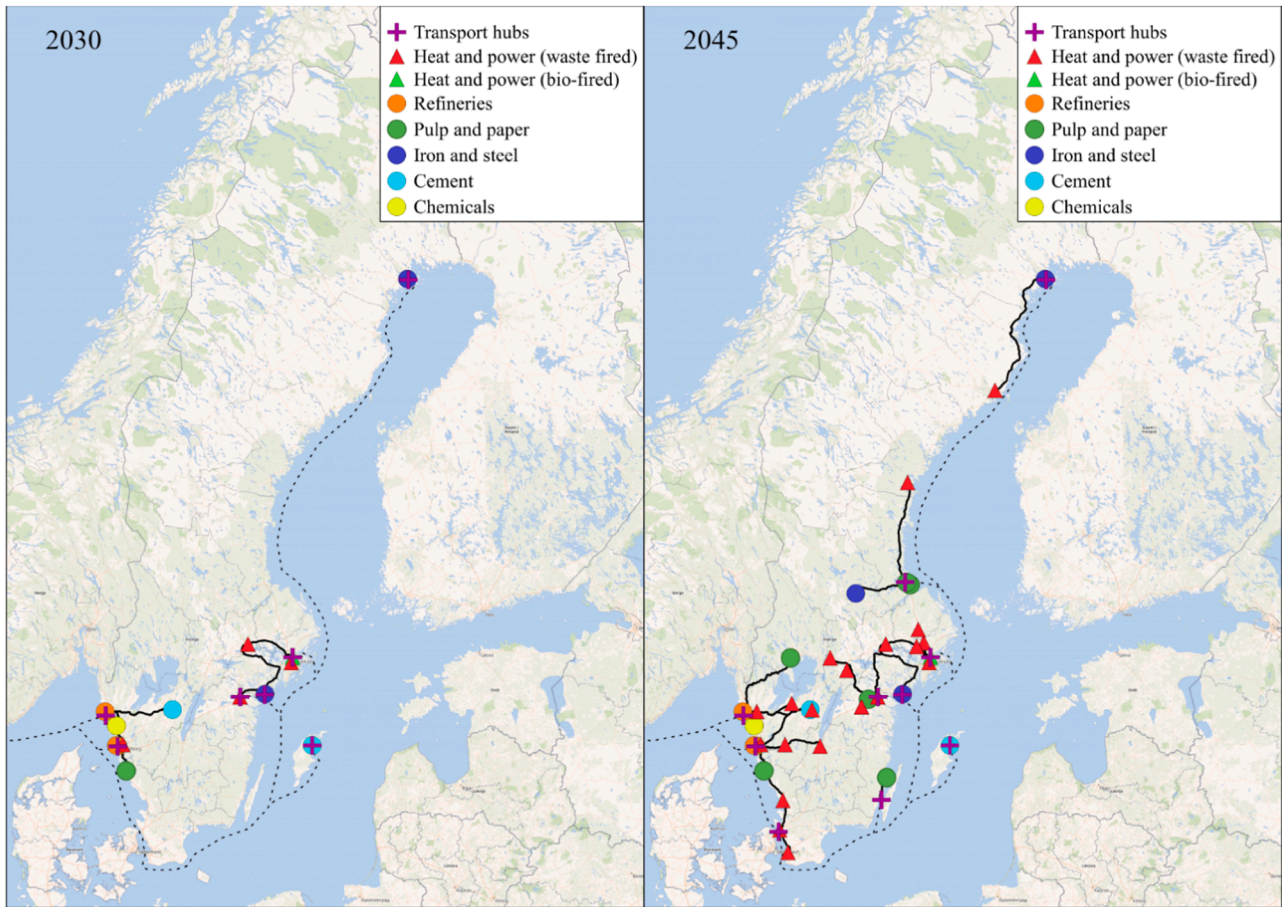 2030
Transport hubs
Heat and power (waste fired)
Heat and power (bio-fired)
Refineries
Pulp and paper
Iron and steel
Cement
Chemicals
2045
Transport hubs
Heat and power (waste fired)
Heat and power (bio-fired)
Refineries
Pulp and paper
Iron and steel
Cement
Chemicals